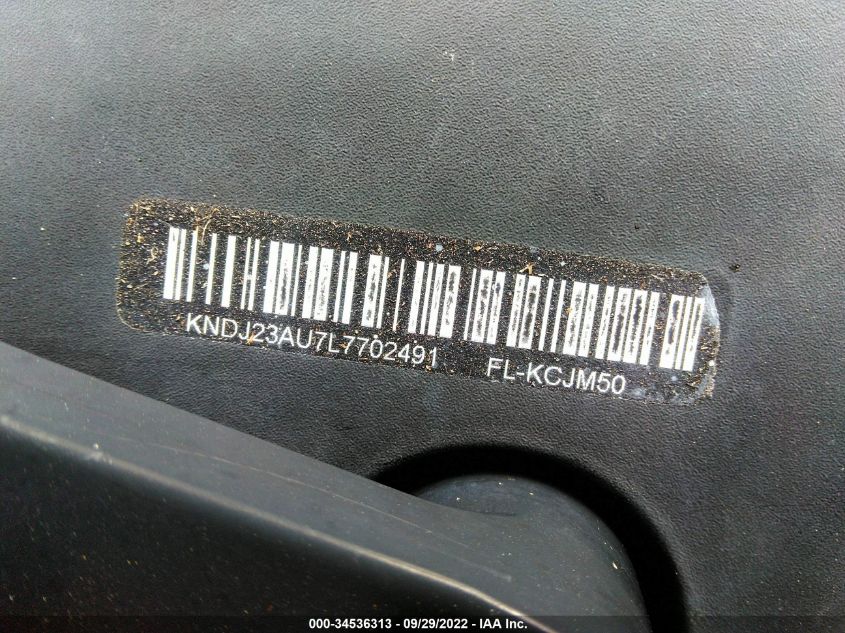 KNDJ23AU7L7702491 FL-KCJM50
000-34536313 | 09/29/2022 - IAA Inc.